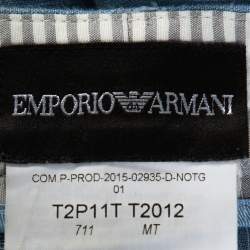 EMPORIO ARMANI
COM P-PROD-2015-02935-D-NOTG
01
T2P11T T2012
711 MT